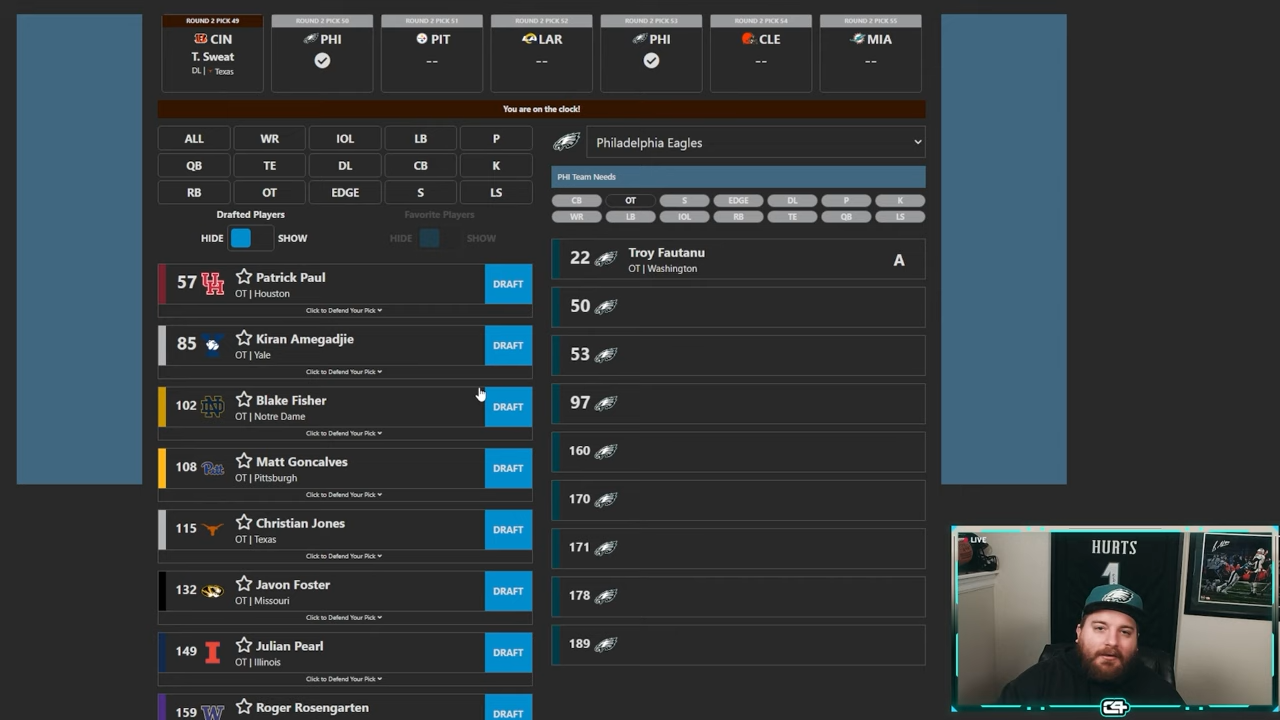 ROUND 2 PICK 49
CIN
T. Sweat
DL | Texas
ROUND 2 PICK 50
PHI
ROUND 2 PICK 51
PIT
--
ROUND 2 PICK 52
LAR
--
ROUND 2 PICK 53
PHI
ROUND 2 PICK 54
CLE
--
ROUND 2 PICK 55
MIA
--
You are on the clock!
ALL WR IOL LB P
QB TE DL CB K
RB OT EDGE S LS
Drafted Players
HIDE SHOW
Favorite Players
HIDE SHOW
57 Patrick Paul DRAFT
OT | Houston
Click to Defend Your Pick
85 Kiran Amegadjie DRAFT
OT | Yale
Click to Defend Your Pick
102 Blake Fisher DRAFT
OT | Notre Dame
Click to Defend Your Pick
108 Matt Goncalves DRAFT
Pitt
OT | Pittsburgh
Click to Defend Your Pick
115 Christian Jones DRAFT
OT | Texas
Click to Defend Your Pick
132 Javon Foster DRAFT
OT | Missouri
Click to Defend Your Pick
149 Julian Pearl DRAFT
OT | Illinois
Click to Defend Your Pick
159 Roger Rosengarten DRAFT
Philadelphia Eagles
PHI Team Needs
CB OT S EDGE DL P K
WR LB IOL RB TE QB LS
22 Troy Fautanu A
OT | Washington
50
53
97
160
170
171
178
189
LIVE
HURTS
1